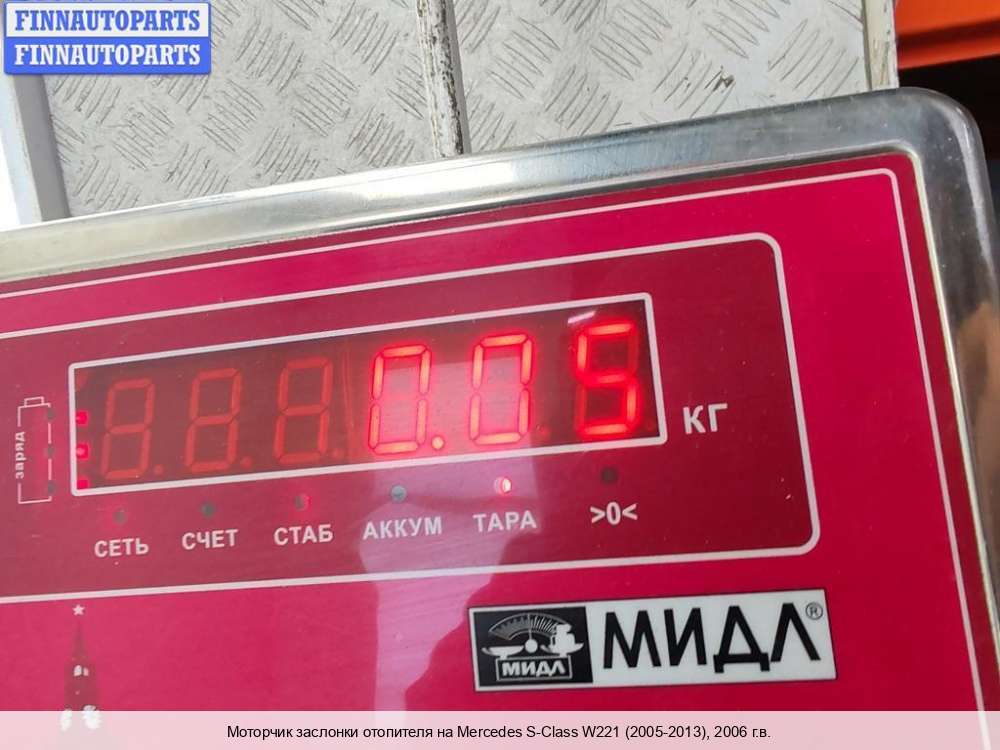 FINNAUTOPARTS
FINNAUTOPARTS
заряд
0.05
КГ
СЕТЬ СЧЕТ СТАБ АККУМ ТАРА >0<
МИДЛ МИДЛ®
Моторчик заслонки отопителя на Mercedes S-Class W221 (2005-2013), 2006 г.в.